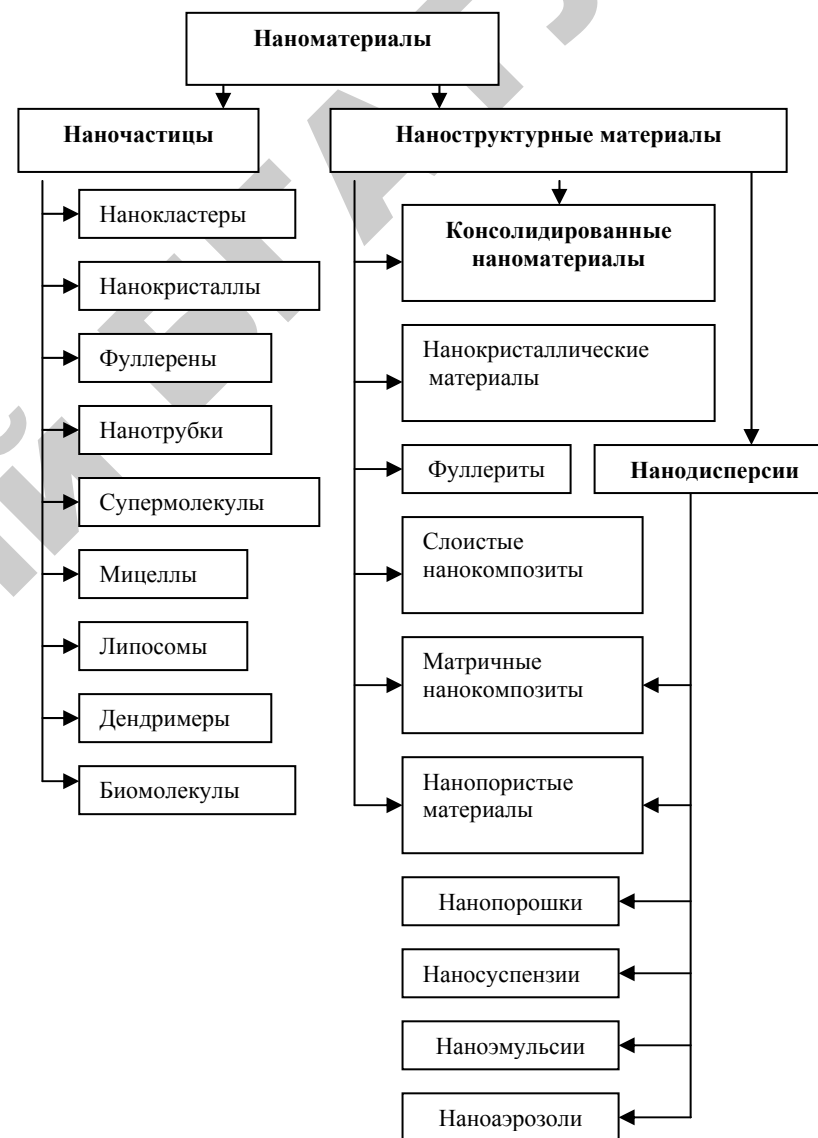 Наноматериалы
Наночастицы
Наноструктурные материалы
Нанокластеры
Нанокристаллы
Фуллерены
Нанотрубки
Супермолекулы
Мицеллы
Липосомы
Дендримеры
Биомолекулы
Консолидированные
наноматериалы
Нанокристаллические
материалы
Фуллериты
Нанодисперсии
Слоистые
нанокомпозиты
Матричные
нанокомпозиты
Нанопористые
материалы
Нанопорошки
Наносуспензии
Наноэмульсии
Наноаэрозоли